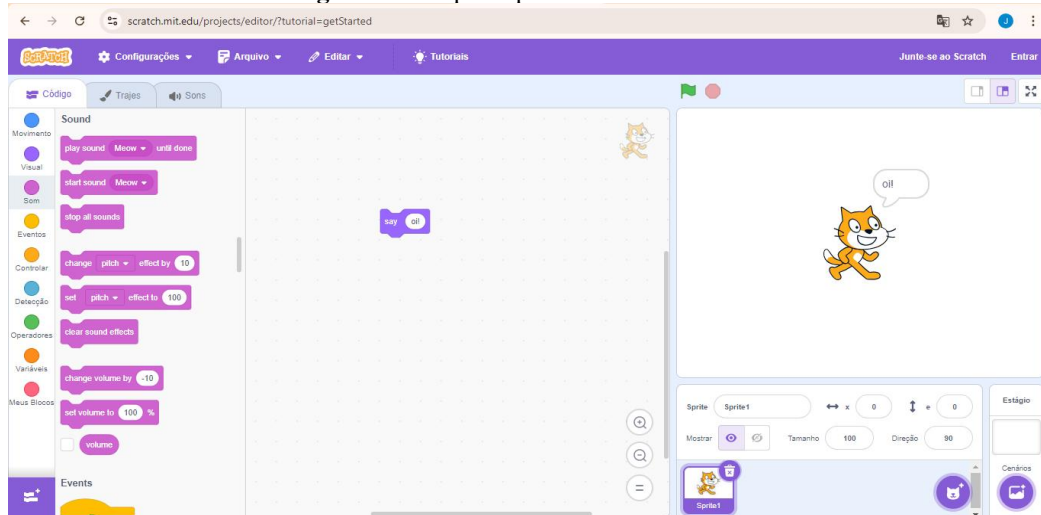 scratch.mit.edu/projects/editor/?tutorial=getStarted
SCRATCH Configurações Arquivo Editar Tutoriais Junte-se ao Scratch Entrar
Código Trajes Sons
Movimento
Visual
Som
Eventos
Controlar
Detecção
Operadores
Variáveis
Meus Blocos
Sound
play sound Meow until done
start sound Meow
stop all sounds
change pitch effect by 10
set pitch effect to 100
clear sound effects
change volume by -10
set volume to 100 %
volume
Events
say oi!
oi!
Sprite Sprite1 x 0 e 0
Mostrar Tamanho 100 Direção 90
Sprite1
Estágio
Cenários
J